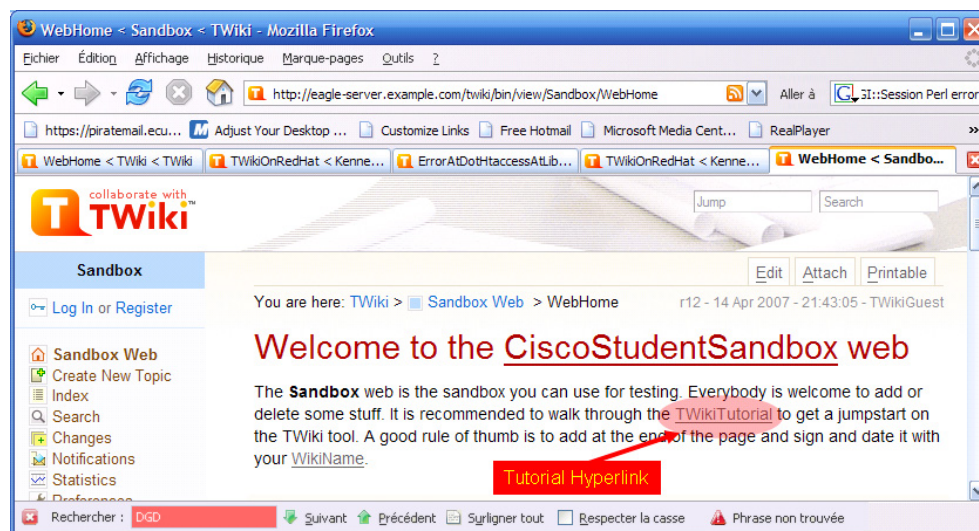 WebHome < Sandbox < TWiki - Mozilla Firefox
Fichier Édition Affichage Historique Marque-pages Outils ?
http://eagle-server.example.com/twiki/bin/view/Sandbox/WebHome Aller à G ;I::Session Perl error
https://piratemail.ecu... M Adjust Your Desktop ... Customize Links Free Hotmail Microsoft Media Cent... RealPlayer »
WebHome < TWiki < TWiki TWikiOnRedHat < Kenne... ErrorAtDotHtaccessAtLib... TWikiOnRedHat < Kenne... WebHome < Sandbo...
collaborate with
TWiki™
Jump Search
Sandbox
Edit Attach Printable
Log In or Register
You are here: TWiki > Sandbox Web > WebHome r12 - 14 Apr 2007 - 21:43:05 - TWikiGuest
Sandbox Web
Create New Topic
Index
Search
Changes
Notifications
Statistics
Preferences
Welcome to the CiscoStudentSandbox web
The Sandbox web is the sandbox you can use for testing. Everybody is welcome to add or
delete some stuff. It is recommended to walk through the TWikiTutorial to get a jumpstart on
the TWiki tool. A good rule of thumb is to add at the end of the page and sign and date it with
your WikiName.
Tutorial Hyperlink
Rechercher : DGD Suivant Précédent Surligner tout Respecter la casse Phrase non trouvée